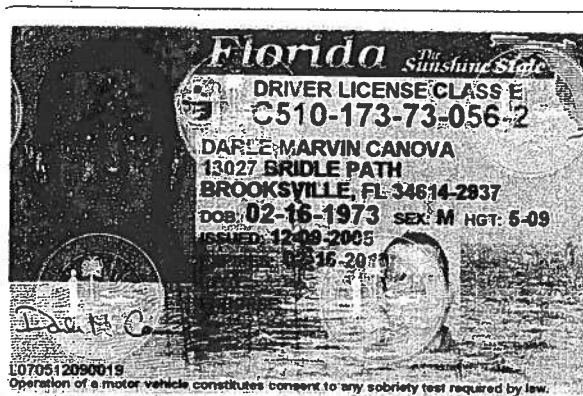 Florida The Sunshine State
DRIVER LICENSE CLASS E
C510-173-73-056-2
DARLE MARVIN CANOVA
13027 BRIDLE PATH
BROOKSVILLE, FL 34614-2937
DOB: 02-16-1973 SEX: M HGT: 5-09
ISSUED: 12-09-2005
L070512090019
Operation of a motor vehicle constitutes consent to any sobriety test required by law.